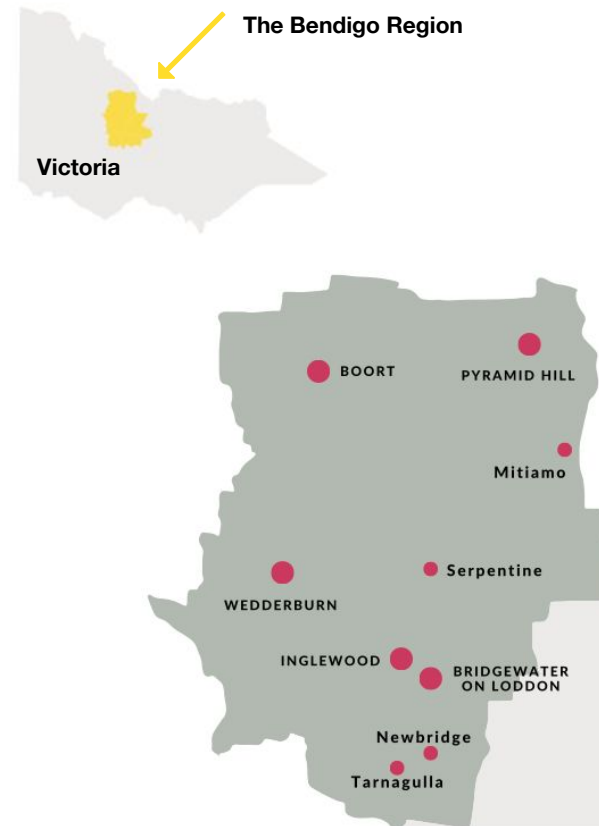 The Bendigo Region
Victoria
BOORT
PYRAMID HILL
Mitiamo
Serpentine
WEDDERBURN
INGLEWOOD
BRIDGEWATER
ON LODDON
Newbridge
Tarnagulla